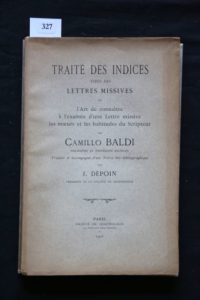 327
TRAITÉ DES INDICES
TIRÉS DES
LETTRES MISSIVES
ou
l'Art de connaître
à l'examen d'une Lettre missive
les mœurs et les habitudes du Scripteur
PAR
CAMILLO BALDI
Traduit et accompagné d'une Notice bio-bibliographique
PAR
J. DEPOIN
PARIS